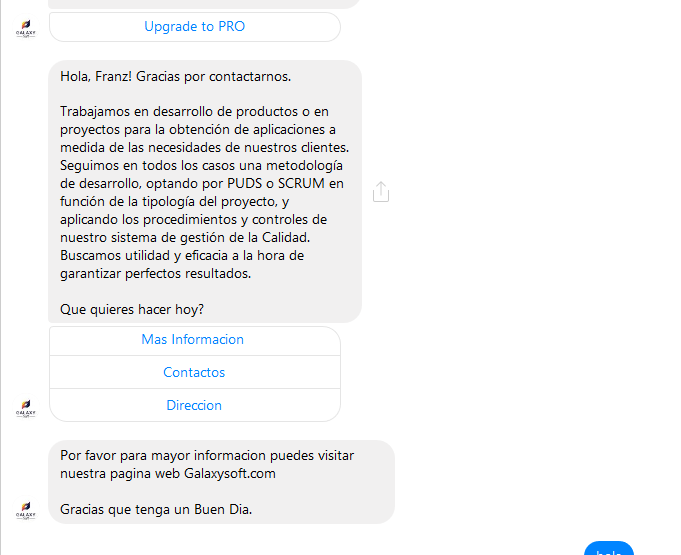 Upgrade to PRO
GALAXY
Hola, Franz! Gracias por contactarnos.
Trabajamos en desarrollo de productos o en
proyectos para la obtención de aplicaciones a
medida de las necesidades de nuestros clientes.
Seguimos en todos los casos una metodología
de desarrollo, optando por PUDS o SCRUM en
función de la tipología del proyecto, y
aplicando los procedimientos y controles de
nuestro sistema de gestión de la Calidad.
Buscamos utilidad y eficacia a la hora de
garantizar perfectos resultados.
Que quieres hacer hoy?
Mas Informacion
Contactos
Direccion
GALAXY
Por favor para mayor informacion puedes visitar
nuestra pagina web Galaxysoft.com
Gracias que tenga un Buen Dia.
GALAXY